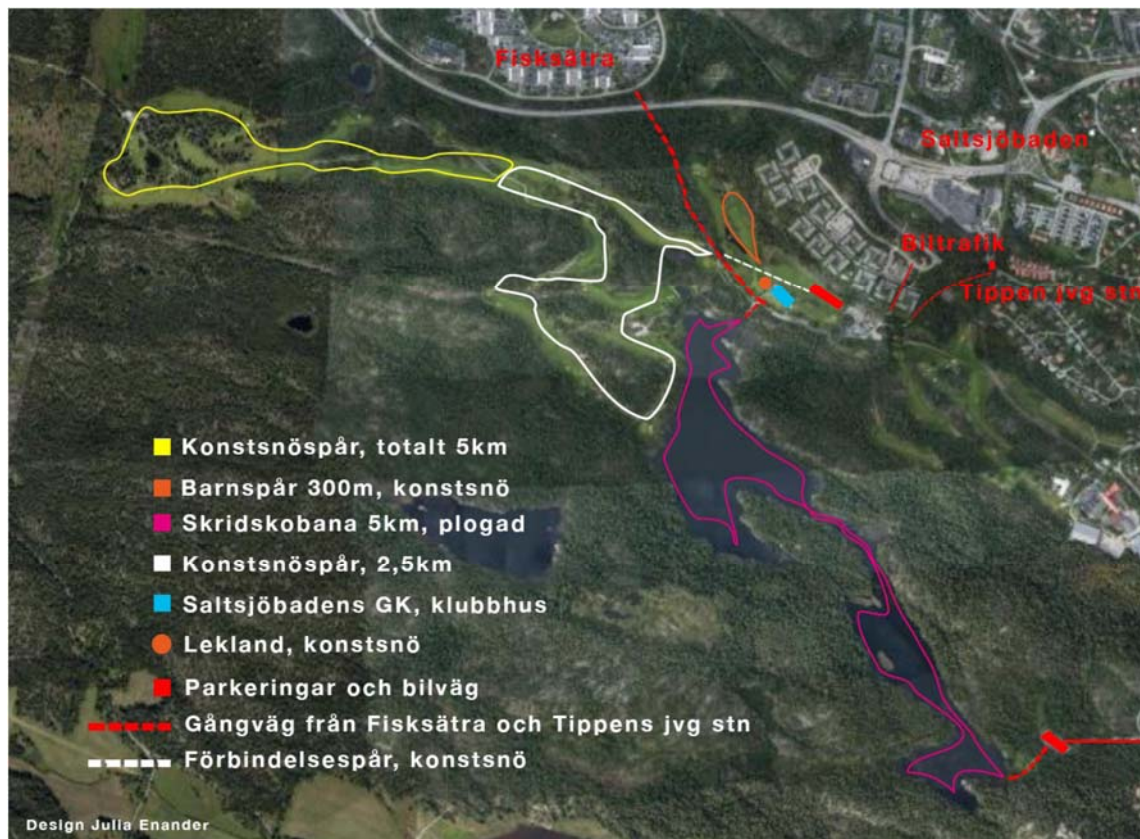 Fisksätra
Saltsjöbaden
Biltrafik
Tippen jvg stn
Konstsnöspår, totalt 5km
Barnspår 300m, konstsnö
Skridskobana 5km, plogad
Konstsnöspår, 2,5km
Saltsjöbadens GK, klubbhus
Lekland, konstsnö
Parkeringar och bilväg
Gångväg från Fisksätra och Tippens jvg stn
Förbindelsespår, konstsnö
Design Julia Enander